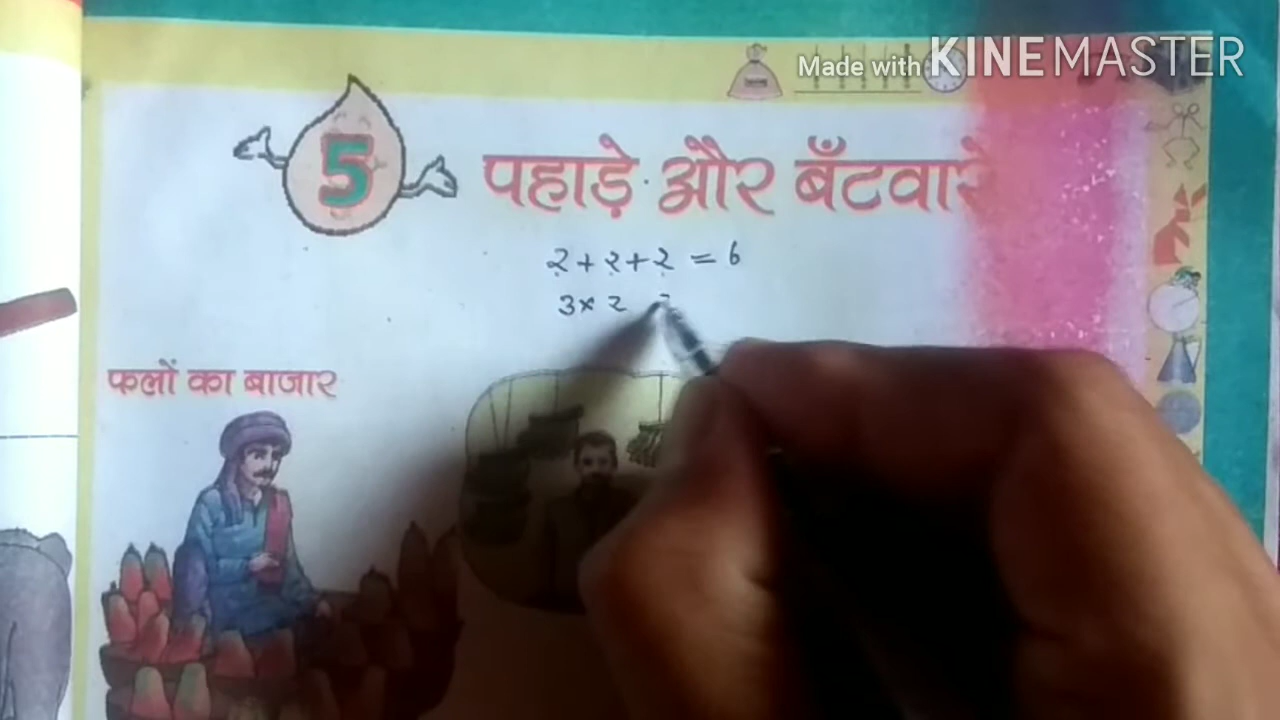 Made with KINEMASTER
5 पहाड़े और बँटवारे
2+2+2 = 6
3× 2
फलों का बाजार